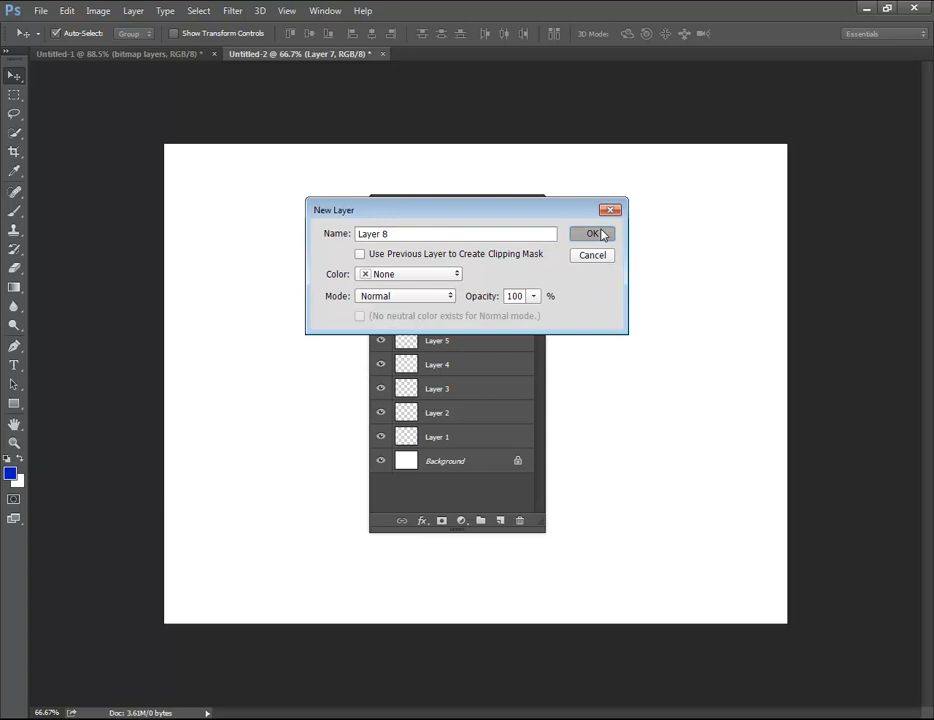 Ps File Edit Image Layer Type Select Filter 3D View Window Help
Auto-Select: Group Show Transform Controls 3D Mode: Essentials
Untitled-1 @ 88.5% (bitmap layers, RGB/8) * × Untitled-2 @ 66.7% (Layer 7, RGB/8) * ×
New Layer
Name: Layer 8 OK
Use Previous Layer to Create Clipping Mask Cancel
Color: None
Mode: Normal Opacity: 100 %
(No neutral color exists for Normal mode.)
Layer 5
Layer 4
Layer 3
Layer 2
Layer 1
Background
fx
66.67% Doc: 3.61M/0 bytes